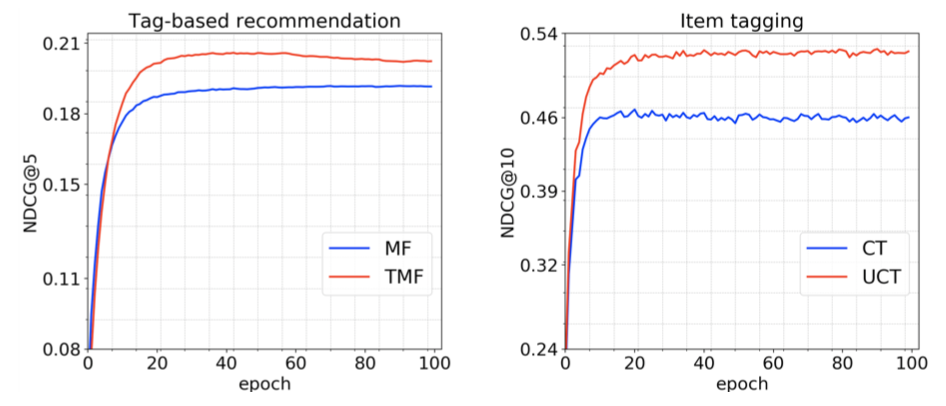 Tag-based recommendation
0.21
0.18
0.15
0.11
0.08
NDCG@5
0 20 40 60 80 100
epoch
MF
TMF
Item tagging
0.54
0.46
0.39
0.32
0.24
NDCG@10
0 20 40 60 80 100
epoch
CT
UCT